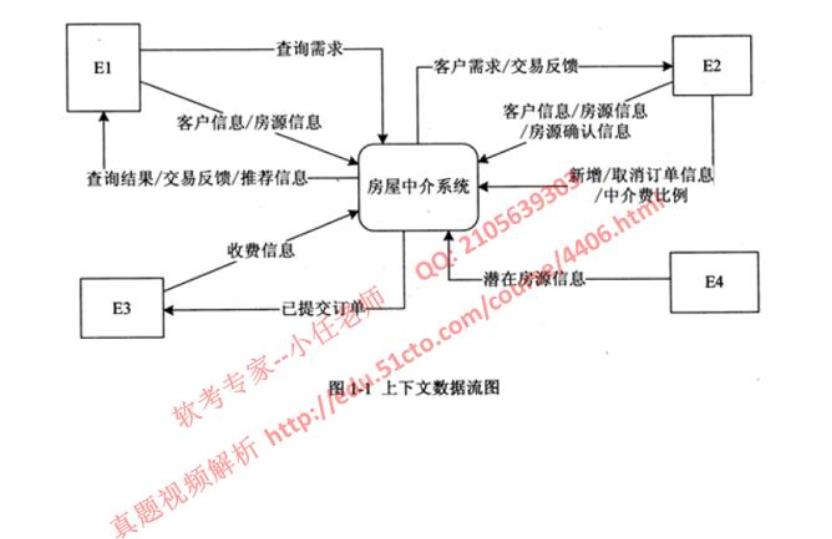 E1
查询需求
客户需求/交易反馈
E2
客户信息/房源信息
客户信息/房源信息
/房源确认信息
查询结果/交易反馈/推荐信息
房屋中介系统
新增/取消订单信息
/中介费比例
收费信息
E3
已提交订单
潜在房源信息
E4
图 1-1 上下文数据流图
软考专家--小任老师 QQ: 2105639303
真题视频解析 http://edu.51cto.com/course/4406.html